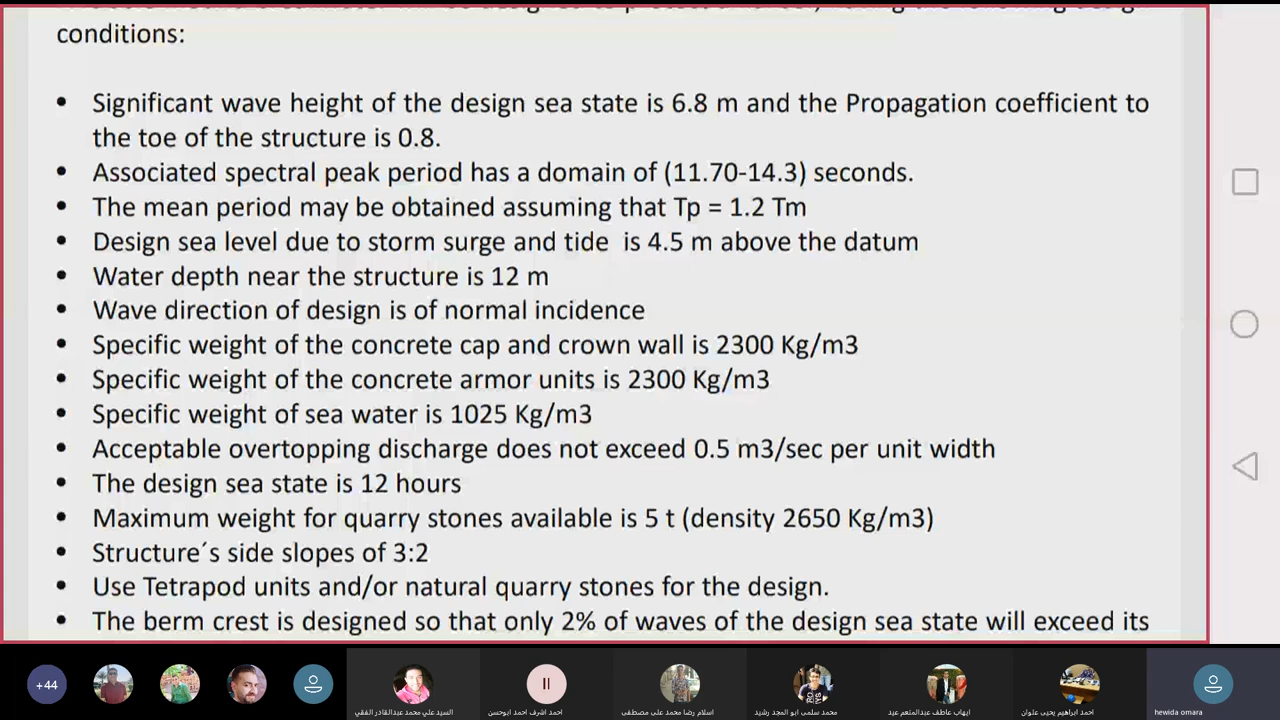 conditions:
• Significant wave height of the design sea state is 6.8 m and the Propagation coefficient to
the toe of the structure is 0.8.
• Associated spectral peak period has a domain of (11.70-14.3) seconds.
• The mean period may be obtained assuming that Tp = 1.2 Tm
• Design sea level due to storm surge and tide is 4.5 m above the datum
• Water depth near the structure is 12 m
• Wave direction of design is of normal incidence
• Specific weight of the concrete cap and crown wall is 2300 Kg/m3
• Specific weight of the concrete armor units is 2300 Kg/m3
• Specific weight of sea water is 1025 Kg/m3
• Acceptable overtopping discharge does not exceed 0.5 m3/sec per unit width
• The design sea state is 12 hours
• Maximum weight for quarry stones available is 5 t (density 2650 Kg/m3)
• Structure´s side slopes of 3:2
• Use Tetrapod units and/or natural quarry stones for the design.
• The berm crest is designed so that only 2% of waves of the design sea state will exceed its
+44
السيد علي محمد عبدالقادر الفقي
احمد اشرف احمد ابوحسن
اسلام رضا محمد على مصطفى
محمد سلمى ابو المجد رشيد
ايهاب عاطف عبدالمنعم عيد
احمد ابراهيم يحيى علوان
hewida omara